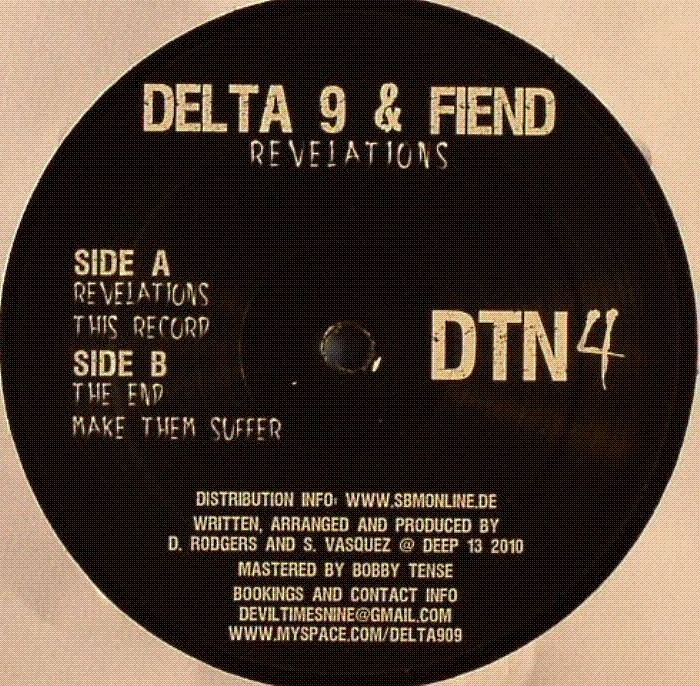 DELTA 9 & FIEND
REVELATIONS
SIDE A
REVELATIONS
THIS RECORD
SIDE B
THE END
MAKE THEM SUFFER
DTN4
DISTRIBUTION INFO: WWW.SBMONLINE.DE
WRITTEN, ARRANGED AND PRODUCED BY
D. RODGERS AND S. VASQUEZ @ DEEP 13 2010
MASTERED BY BOBBY TENSE
BOOKINGS AND CONTACT INFO
DEVILTIMESNINE@GMAIL.COM
WWW.MYSPACE.COM/DELTA909